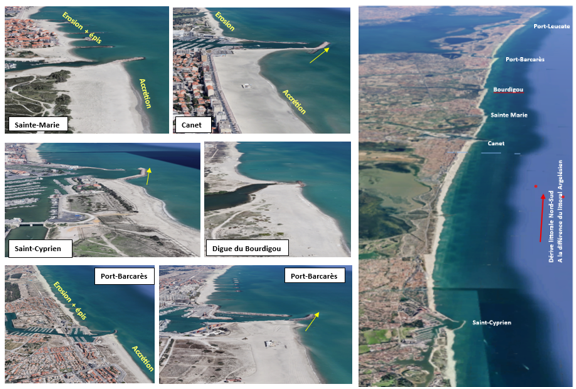 Erosion + épis
Accrétion
Sainte-Marie
Erosion
Accrétion
Canet
Saint-Cyprien
Digue du Bourdigou
Port-Barcarès
Erosion + épis
Accrétion
Port-Barcarès
Port-Leucate
Port-Barcarès
Bourdigou
Sainte Marie
Canet
Dérive littorale Nord-Sud
A la différence du littoral Argelésien
Saint-Cyprien